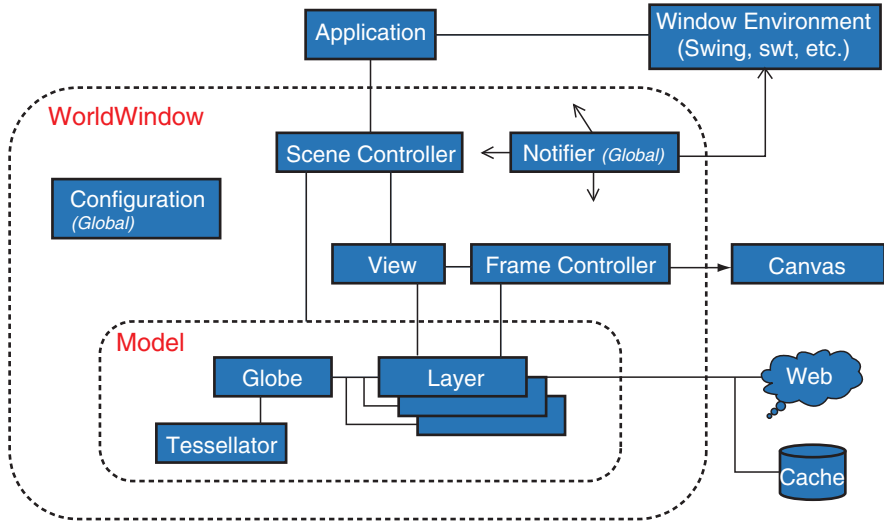 Application
Window Environment
(Swing, swt, etc.)
WorldWindow
Scene Controller
Notifier (Global)
Configuration
(Global)
View
Frame Controller
Canvas
Model
Globe
Layer
Web
Tessellator
Cache